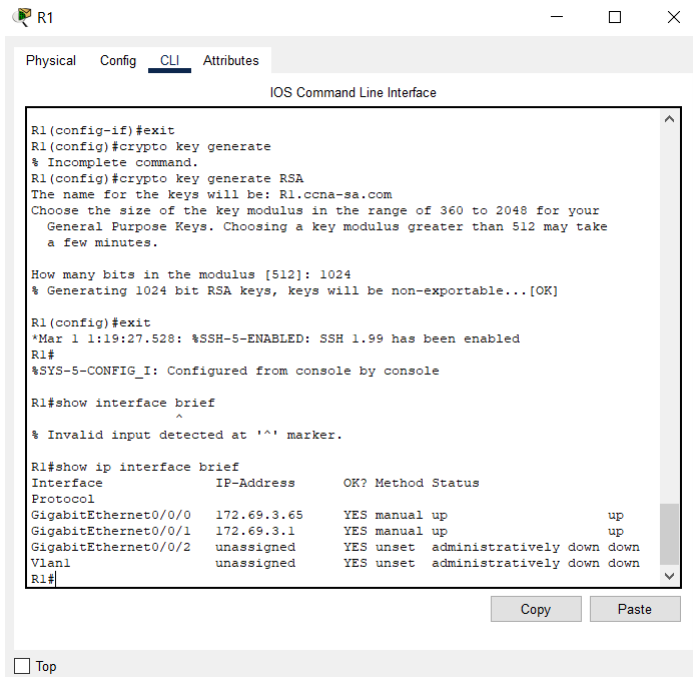 R1
Physical Config CLI Attributes
IOS Command Line Interface
R1(config-if)#exit
R1(config)#crypto key generate
% Incomplete command.
R1(config)#crypto key generate RSA
The name for the keys will be: R1.ccna-sa.com
Choose the size of the key modulus in the range of 360 to 2048 for your
  General Purpose Keys. Choosing a key modulus greater than 512 may take
  a few minutes.
How many bits in the modulus [512]: 1024
% Generating 1024 bit RSA keys, keys will be non-exportable...[OK]
R1(config)#exit
*Mar 1 1:19:27.528: %SSH-5-ENABLED: SSH 1.99 has been enabled
R1#
%SYS-5-CONFIG_I: Configured from console by console
R1#show interface brief
^
% Invalid input detected at '^' marker.
R1#show ip interface brief
Interface IP-Address OK? Method Status
Protocol
GigabitEthernet0/0/0 172.69.3.65 YES manual up up
GigabitEthernet0/0/1 172.69.3.1 YES manual up up
GigabitEthernet0/0/2 unassigned YES unset administratively down down
Vlan1 unassigned YES unset administratively down down
R1#
Copy Paste
Top